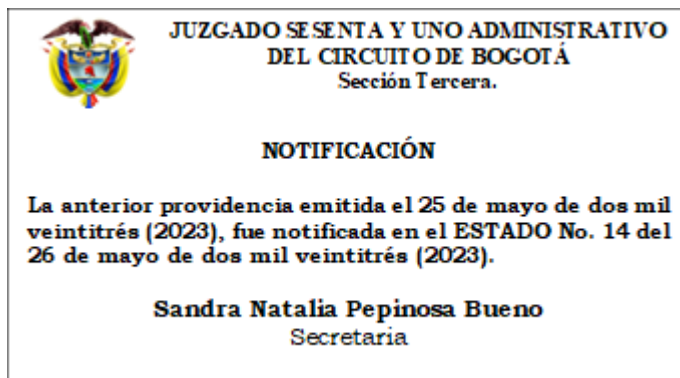 JUZGADO SESENTA Y UNO ADMINISTRATIVO
DEL CIRCUITO DE BOGOTÁ
Sección Tercera.
NOTIFICACIÓN
La anterior providencia emitida el 25 de mayo de dos mil
veintitrés (2023), fue notificada en el ESTADO No. 14 del
26 de mayo de dos mil veintitrés (2023).
Sandra Natalia Pepinosa Bueno
Secretaria